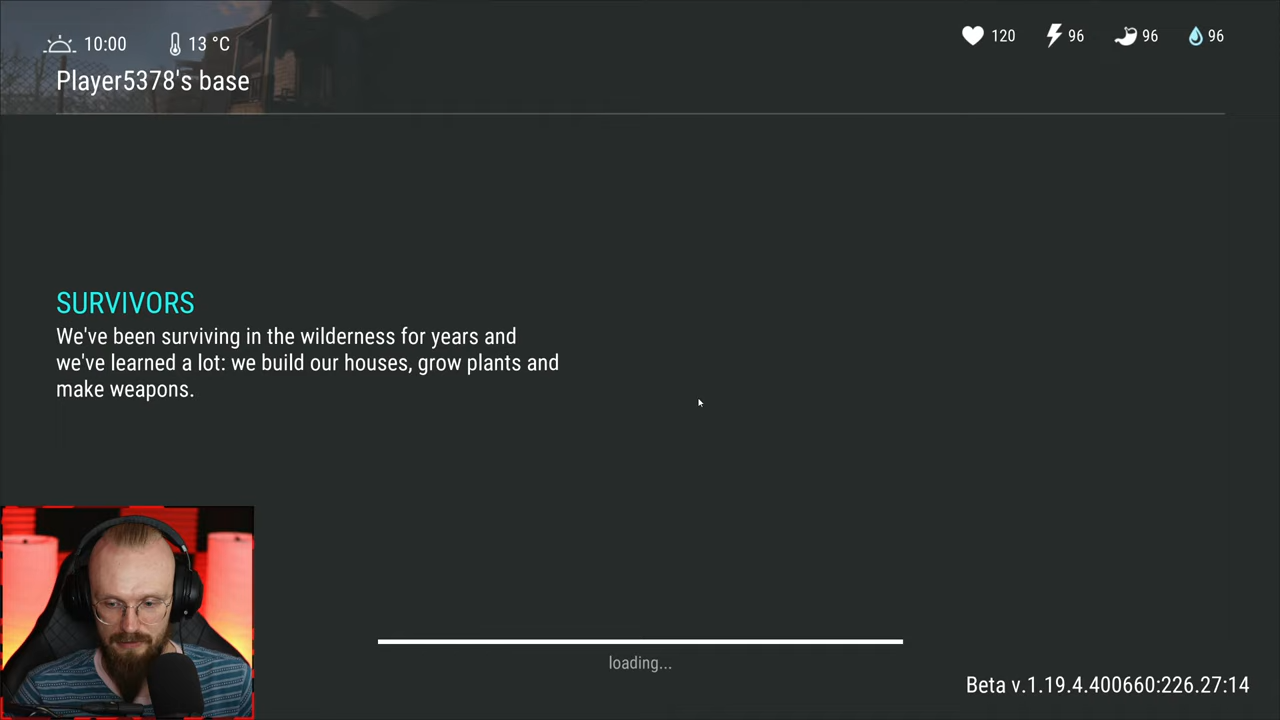 10:00 13 °C 120 96 96 96
Player5378's base
SURVIVORS
We've been surviving in the wilderness for years and
we've learned a lot: we build our houses, grow plants and
make weapons.
loading...
Beta v.1.19.4.400660:226.27:14